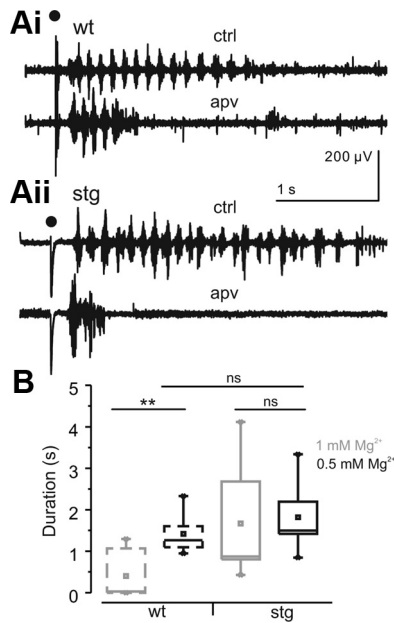 Ai
wt
ctrl
apv
200 µV
1 s
Aii
stg
ctrl
apv
B
ns
**
ns
1 mM Mg²⁺
0.5 mM Mg²⁺
Duration (s)
5
4
3
2
1
0
wt
stg